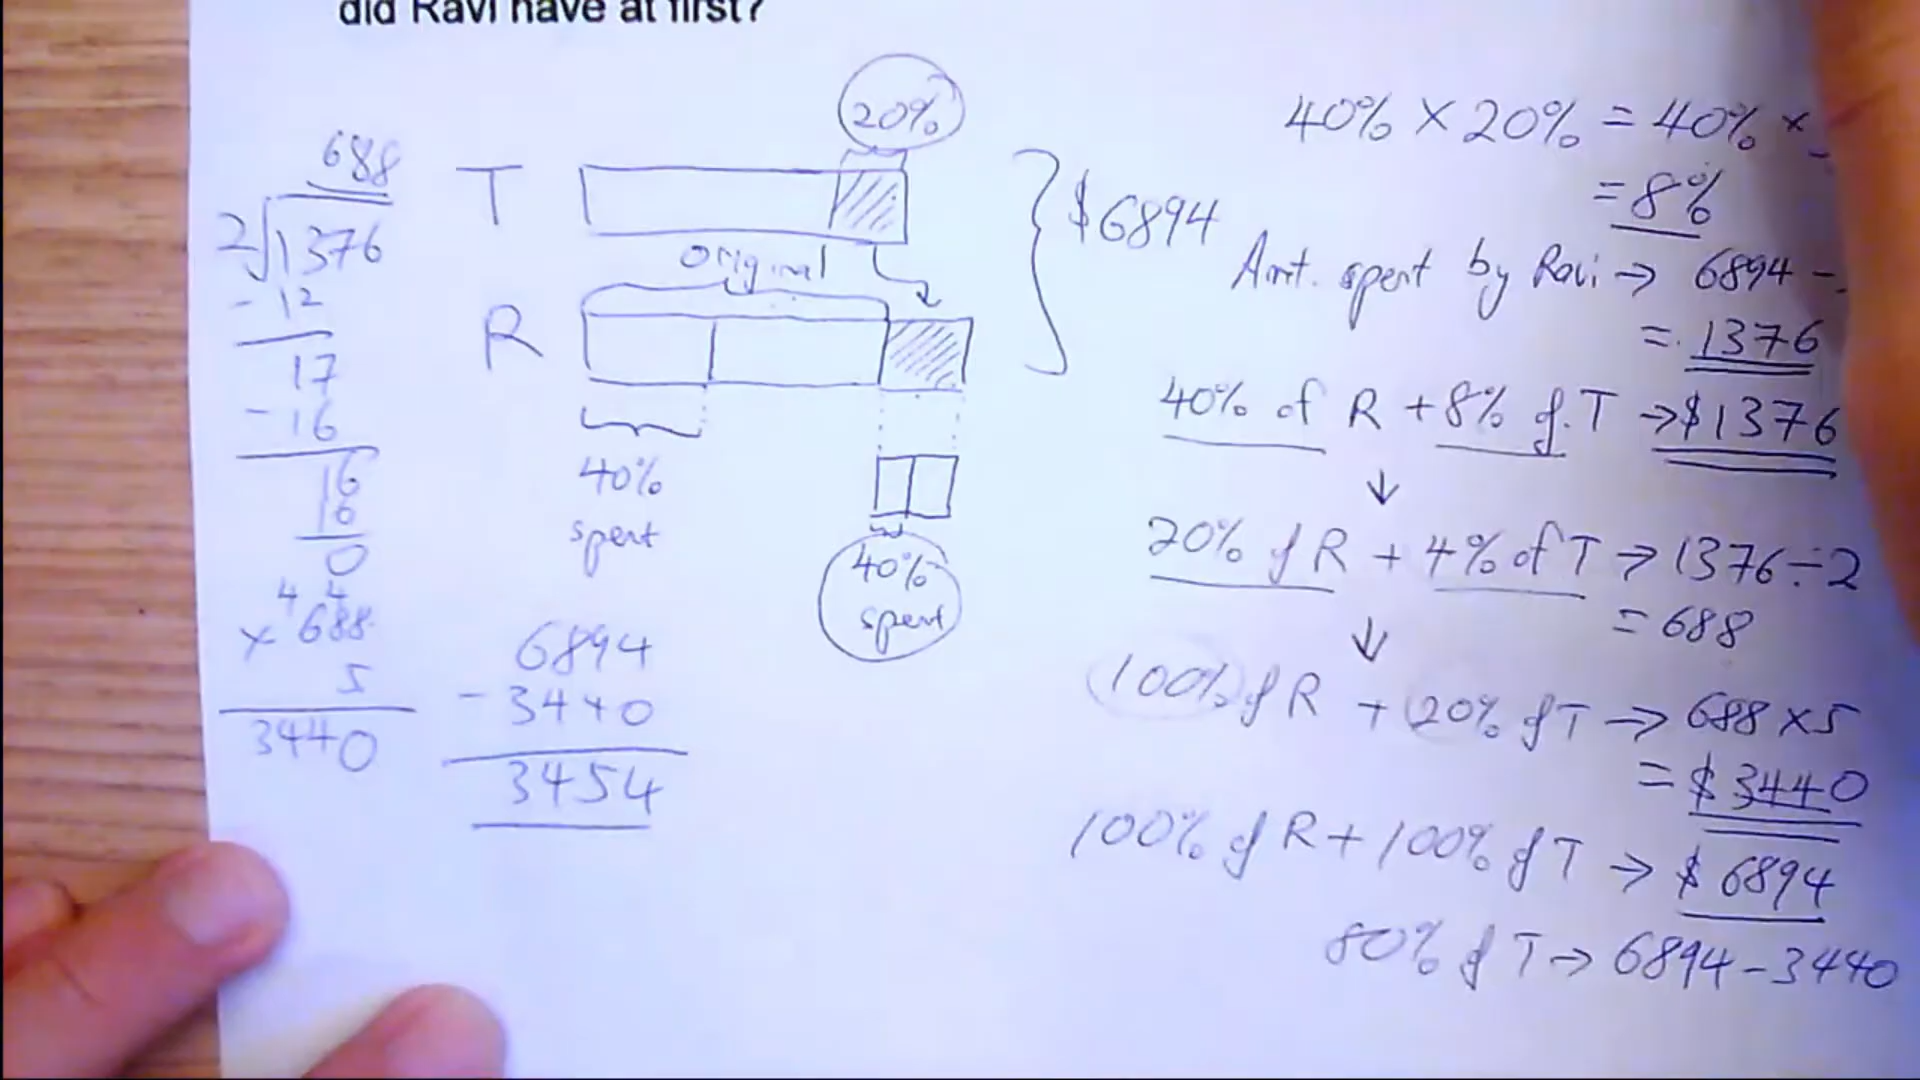 did Ravi have at first?
20%
T
Original
R
$6894
40%
spent
40%
spent
688
2 1376
- 12
17
- 16
16
16
0
4 4
× 688
5
3440
6894
- 3440
3454
40% × 20% = 40% ×
= 8%
Amt. spent by Ravi → 6894 -
= 1376
40% of R + 8% of T → $1376
↓
20% of R + 4% of T → 1376 ÷ 2
= 688
↓
100% of R + 20% of T → 688 × 5
= $3440
100% of R + 100% of T → $6894
80% of T → 6894 - 3440